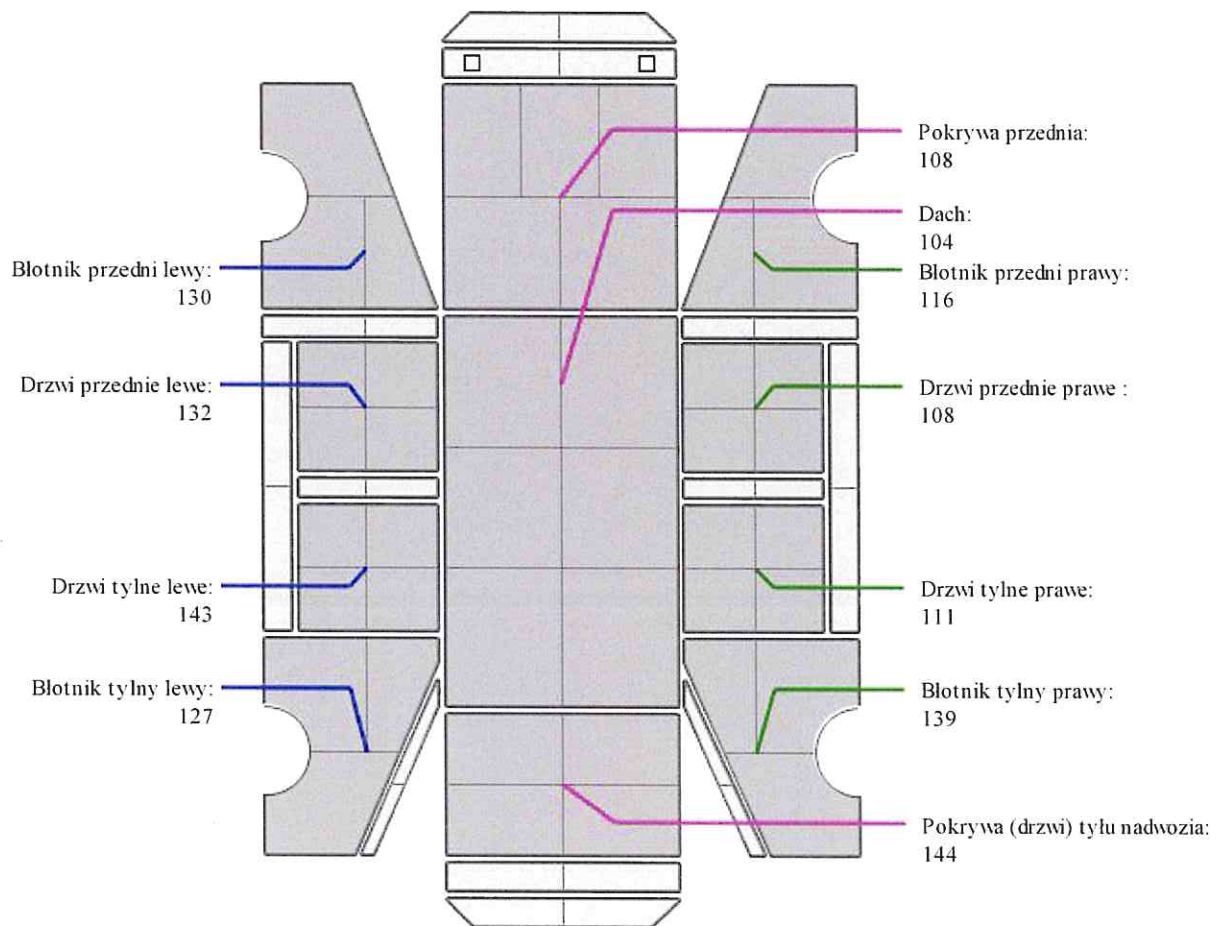 Pokrywa przednia:
108
Dach:
104
Błotnik przedni lewy:
130
Błotnik przedni prawy:
116
Drzwi przednie lewe:
132
Drzwi przednie prawe :
108
Drzwi tylne lewe:
143
Drzwi tylne prawe:
111
Błotnik tylny lewy:
127
Błotnik tylny prawy:
139
Pokrywa (drzwi) tyłu nadwozia:
144